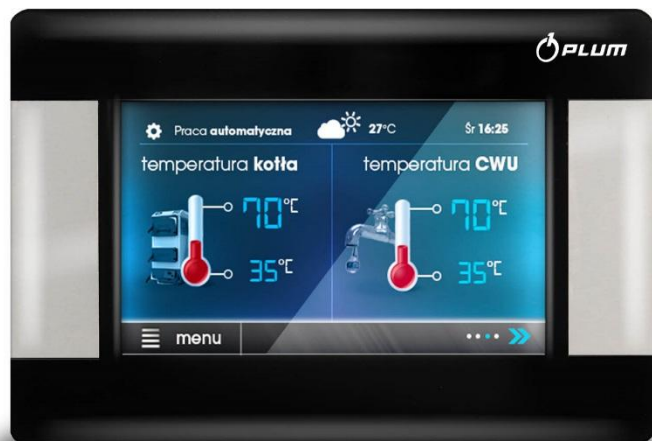 PLUM
Praca automatyczna 27°C Śr 16:25
temperatura kotła
70°C
35°C
temperatura CWU
70°C
35°C
menu